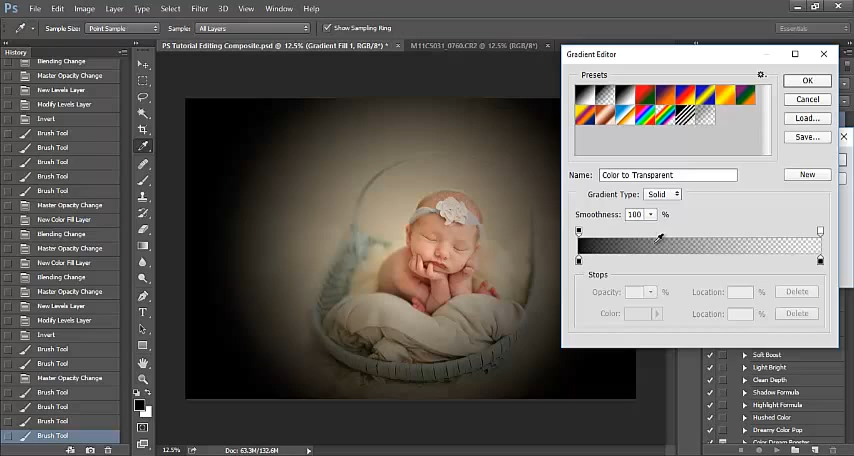 Ps File Edit Image Layer Type Select Filter View Window Help
Sample Size: Point Sample Sample: All Layers Show Sampling Ring Essentials
History
PS Tutorial Editing Composite.psd @ 12.5% (Gradient Fill 1, RGB/8*) * ×
M11C5031_0760.CR2 @ 12.5% (RGB/8*) ×
Blending Change
Master Opacity Change
New Levels Layer
Modify Levels Layer
Invert
Brush Tool
Brush Tool
Brush Tool
Brush Tool
Brush Tool
Master Opacity Change
New Color Fill Layer
Blending Change
Master Opacity Change
Brush Tool
Brush Tool
Master Opacity Change
New Levels Layer
Modify Levels Layer
Invert
Brush Tool
Brush Tool
Master Opacity Change
Brush Tool
Brush Tool
Brush Tool
Brush Tool
12.5% Doc: 63.3M/132.6M
Gradient Editor
Presets
OK
Cancel
Load...
Save...
Name: Color to Transparent New
Gradient Type: Solid
Smoothness: 100 %
Stops
Opacity: % Location: % Delete
Color: Location: % Delete
Soft Boost
Light Bright
Clean Depth
Shadow Formula
Highlight Formula
Hushed Color
Dreamy Color Pop
Color Dream Booster